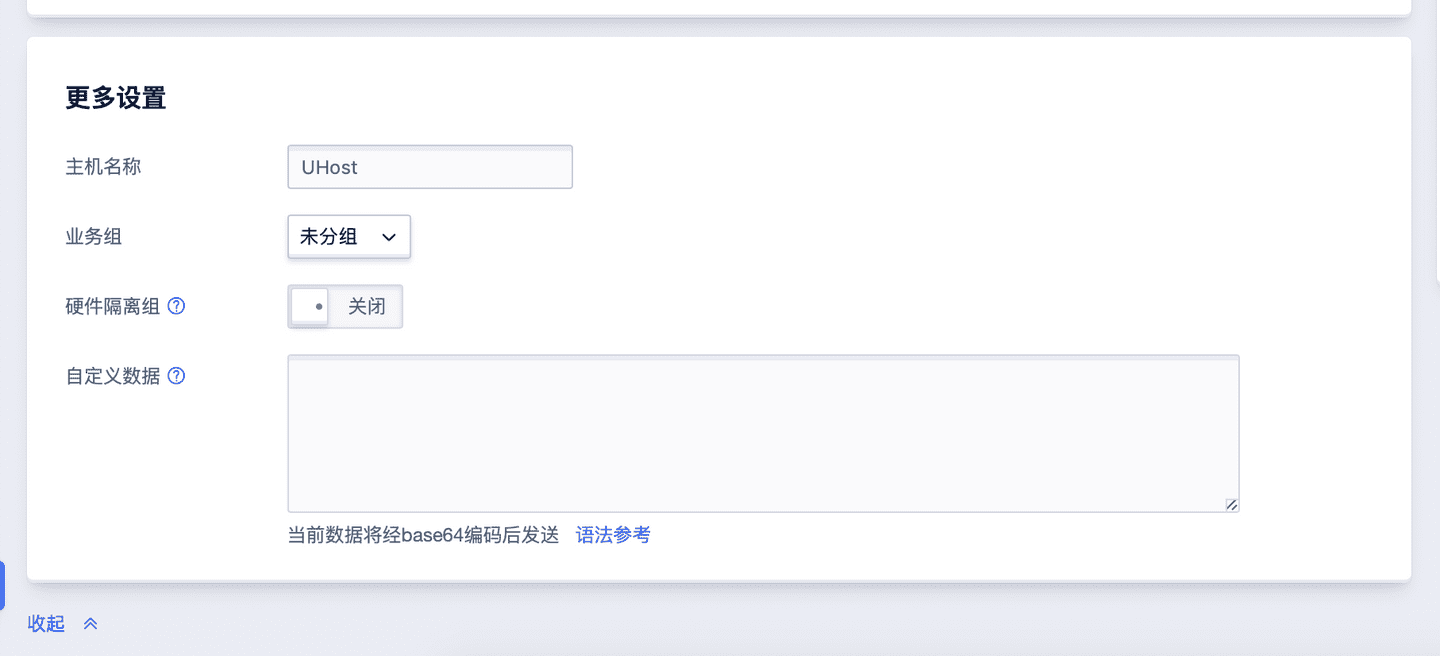 更多设置
主机名称 UHost
业务组 未分组
硬件隔离组 关闭
自定义数据
当前数据将经base64编码后发送 语法参考
收起